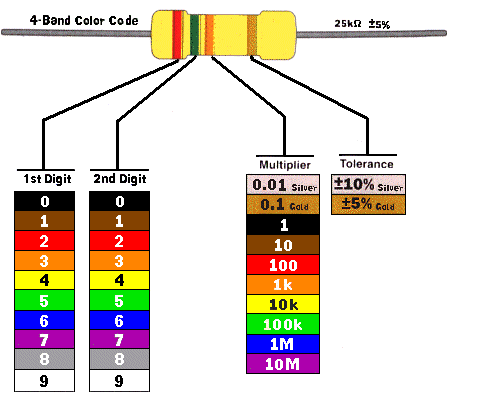 4-Band Color Code
25kΩ ±5%
1st Digit
0
1
2
3
4
5
6
7
8
9
2nd Digit
0
1
2
3
4
5
6
7
8
9
Multiplier
0.01 Silver
0.1 Gold
1
10
100
1k
10k
100k
1M
10M
Tolerance
±10% Silver
±5% Gold